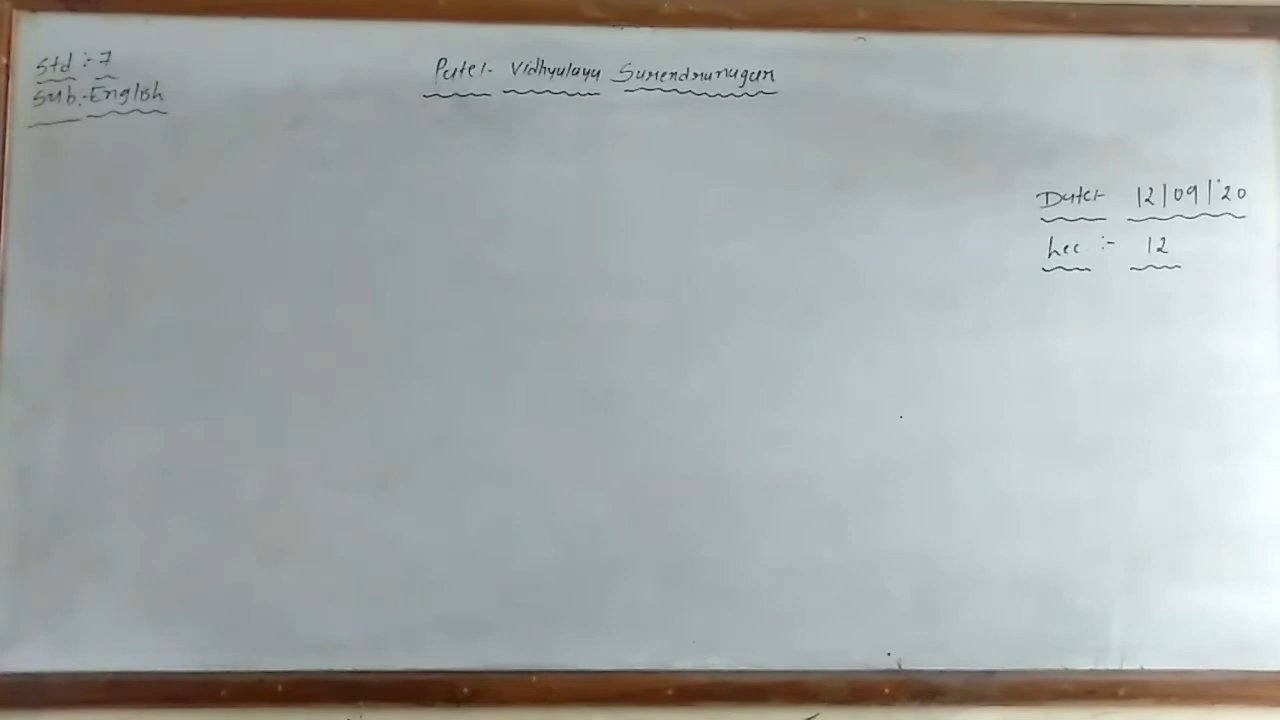 Std :- 7
Sub:- English
Patel- Vidhyalaya Surendranagar
Date:- 12/09/'20
Lec :- 12